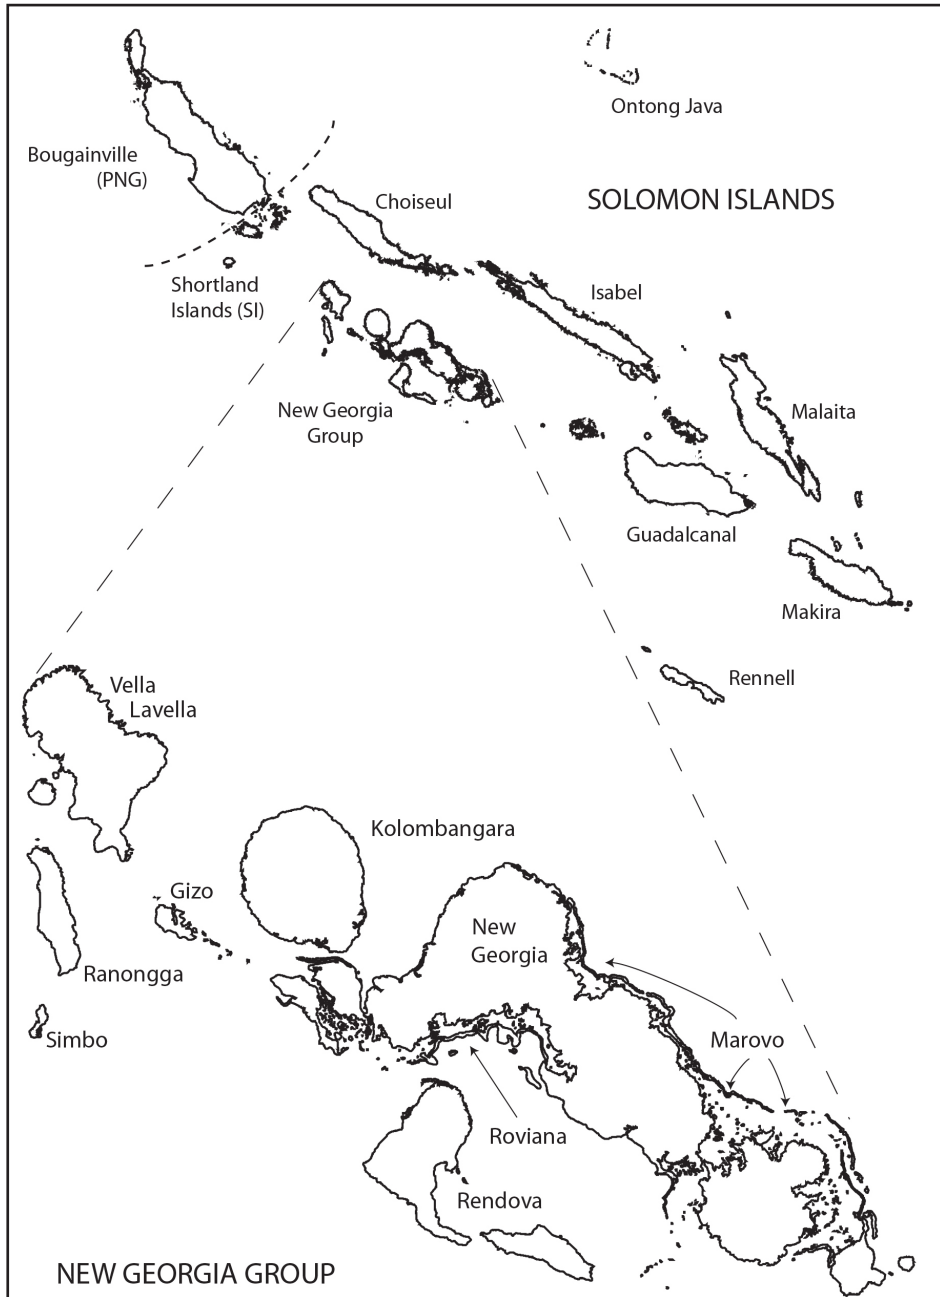 Ontong Java
Bougainville
(PNG)
SOLOMON ISLANDS
Choiseul
Shortland
Islands (SI)
Isabel
New Georgia
Group
Malaita
Guadalcanal
Makira
Rennell
Vella
Lavella
Kolombangara
Gizo
New
Georgia
Ranongga
Simbo
Marovo
Roviana
Rendova
NEW GEORGIA GROUP